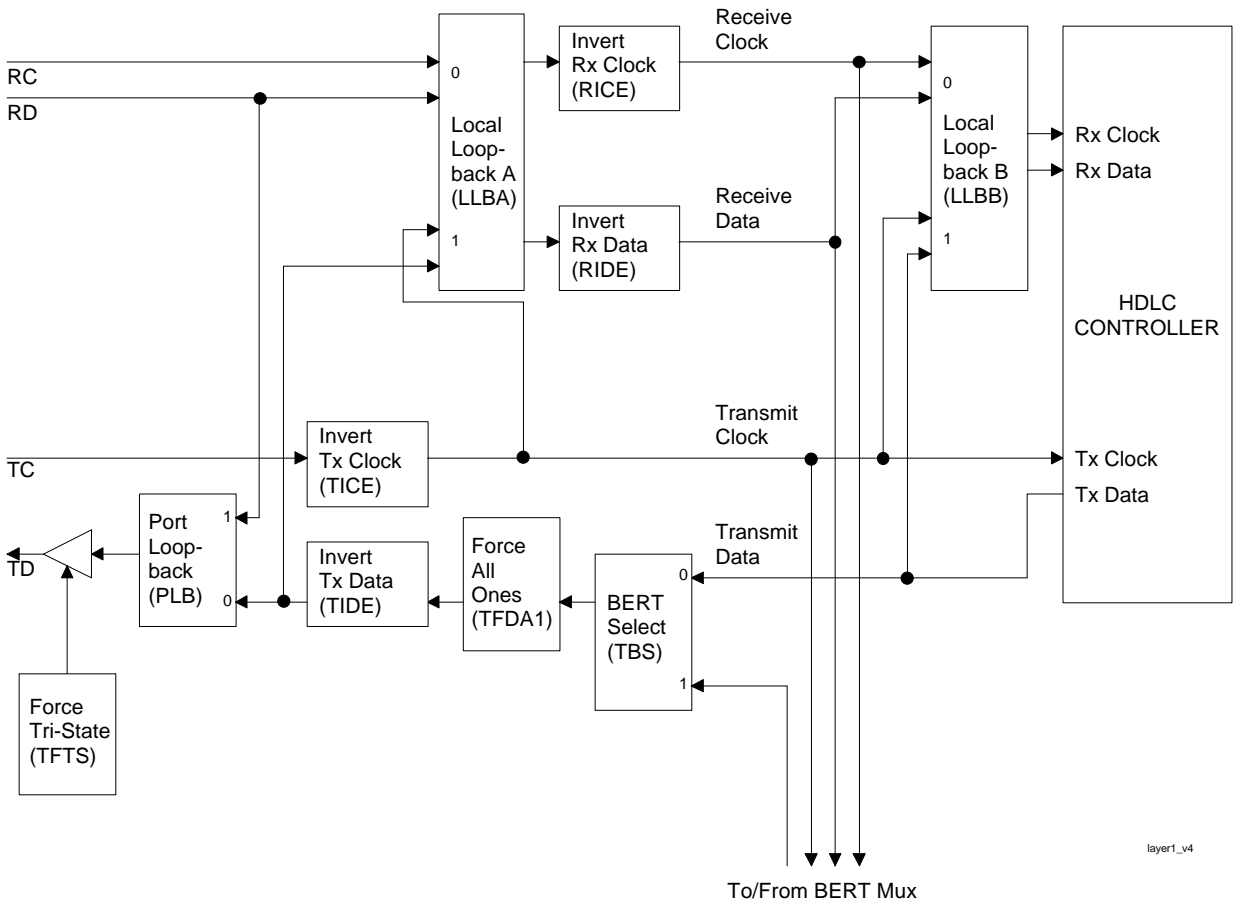 RC
RD
0
Local
Loop-
back A
(LLBA)
1
Invert
Rx Clock
(RICE)
Receive
Clock
Invert
Rx Data
(RIDE)
Receive
Data
0
Local
Loop-
back B
(LLBB)
1
Rx Clock
Rx Data
HDLC
CONTROLLER
Tx Clock
Tx Data
TC
Invert
Tx Clock
(TICE)
Transmit
Clock
TD
Port
Loop-
back
(PLB)
1
0
Invert
Tx Data
(TIDE)
Force
All
Ones
(TFDA1)
BERT
Select
(TBS)
0
1
Transmit
Data
Force
Tri-State
(TFTS)
layer1_v4
To/From BERT Mux